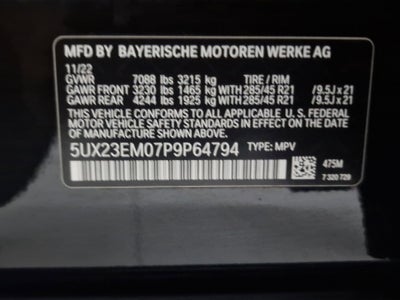 MFD BY BAYERISCHE MOTOREN WERKE AG
11/22
GVWR 7088 lbs 3215 kg TIRE / RIM
GAWR FRONT 3230 lbs 1465 kg WITH 285/45 R21 /9.5J x 21
GAWR REAR 4244 lbs 1925 kg WITH 285/45 R21 /9.5J x 21
THIS VEHICLE CONFORMS TO ALL APPLICABLE U. S. FEDERAL
MOTOR VEHICLE SAFETY STANDARDS IN EFFECT ON THE DATE
OF MANUFACTURE SHOWN ABOVE.
5UX23EM07P9P64794 TYPE: MPV
475M
7 320 729